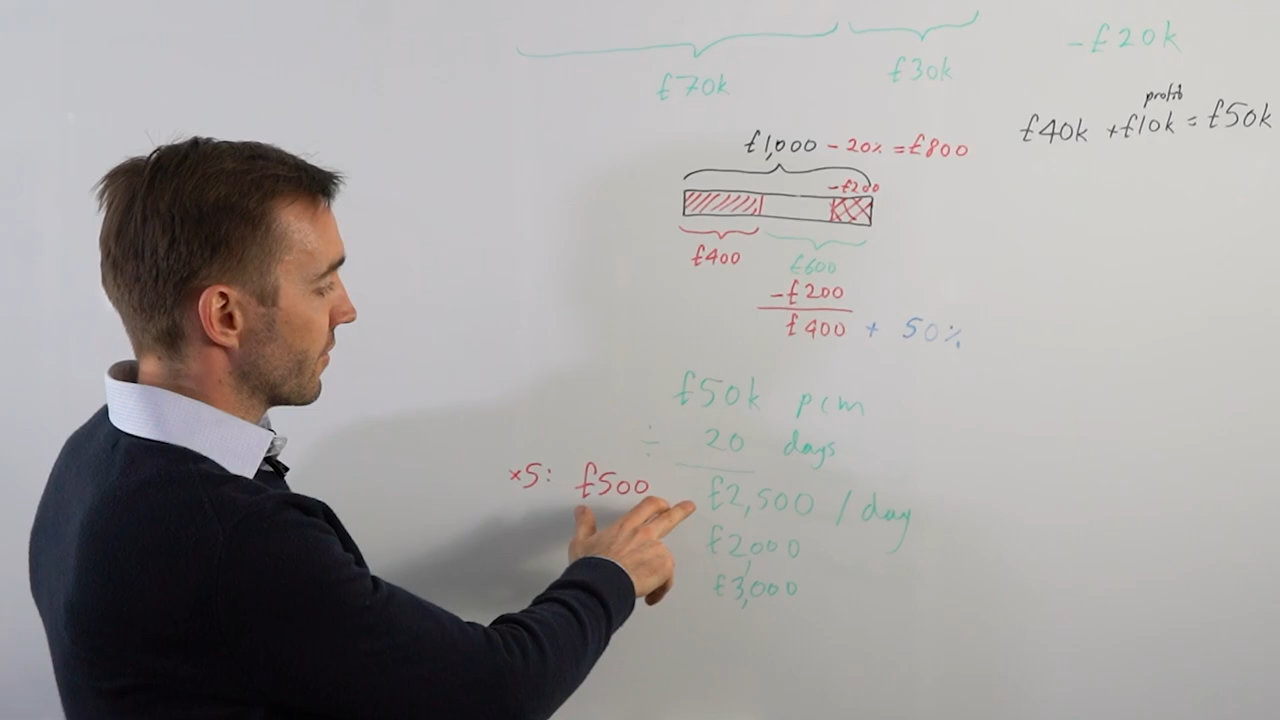 £70k £30k -£20k
profit
£40k +£10k = £50k
£1,000 - 20% = £800
-£200
£400 £600
-£200
£400 + 50%
£50k pcm
÷ 20 days
×5: £500 £2,500 / day
£2000
£3,000